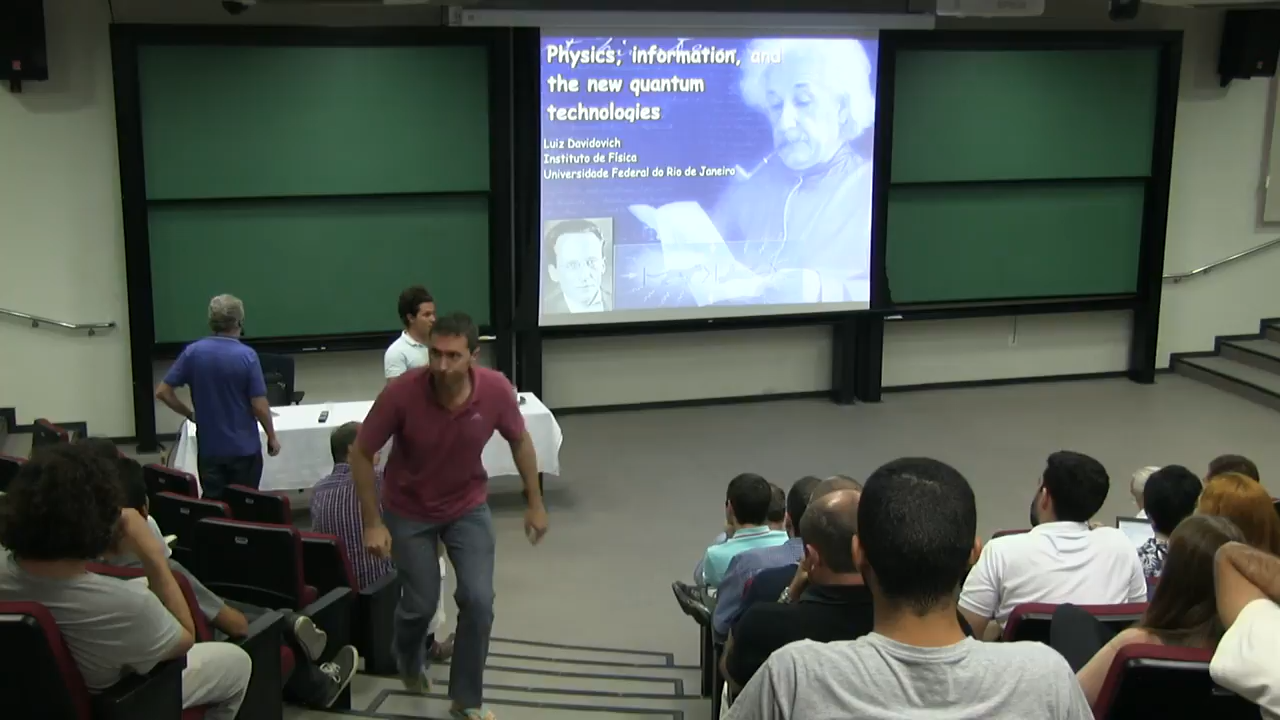 Physics, information, and
the new quantum
technologies
Luiz Davidovich
Instituto de Física
Universidade Federal do Rio de Janeiro